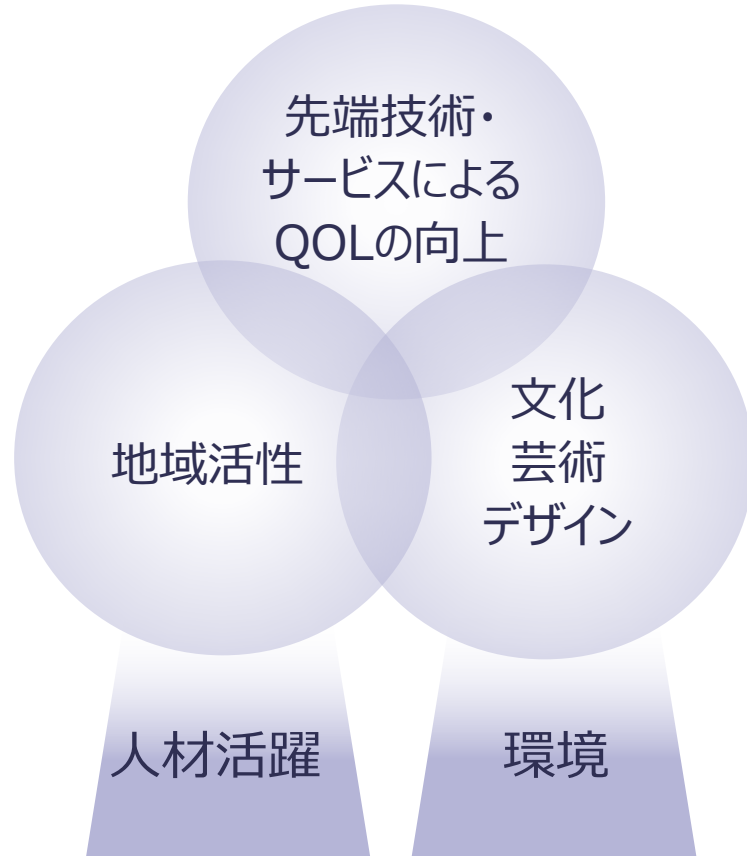 先端技術・
サービスによる
QOLの向上
地域活性
文化
芸術
デザイン
人材活躍
環境